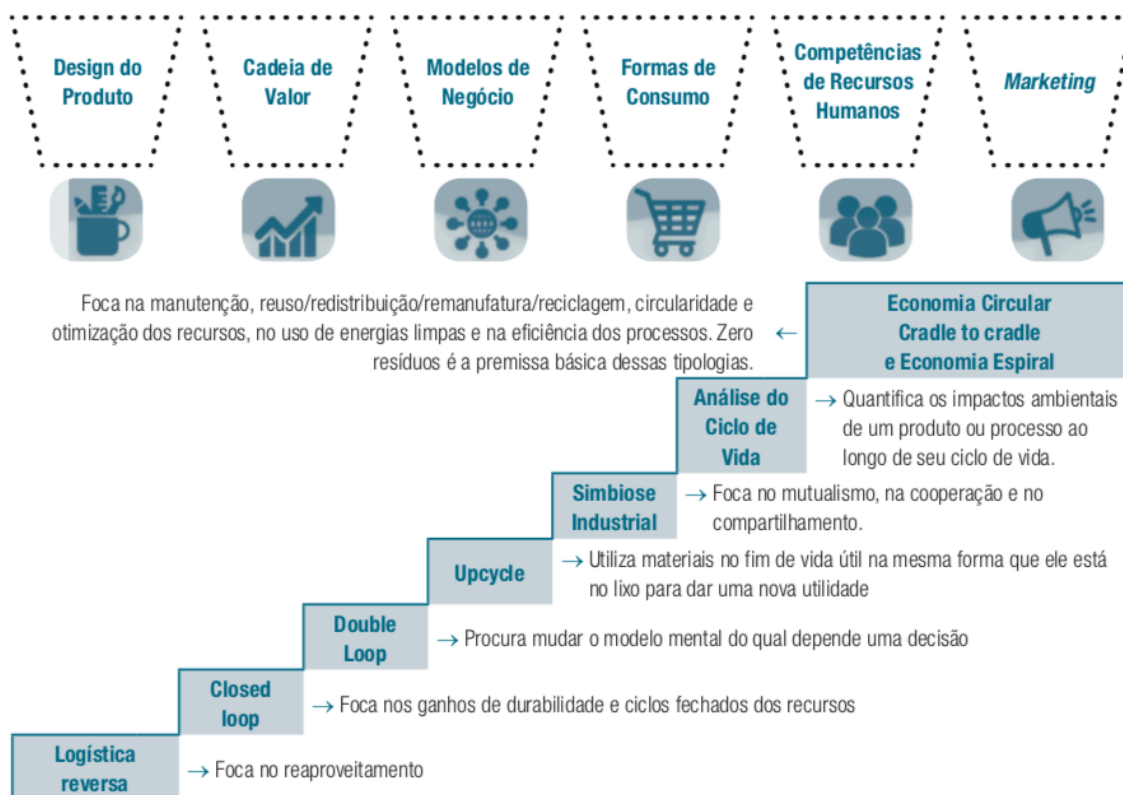 Design do
Produto
Cadeia de
Valor
Modelos de
Negócio
Formas de
Consumo
Competências
de Recursos
Humanos
Marketing
Foca na manutenção, reuso/redistribuição/remanufatura/reciclagem, circularidade e
otimização dos recursos, no uso de energias limpas e na eficiência dos processos. Zero
resíduos é a premissa básica dessas tipologias.
←
Economia Circular
Cradle to cradle
e Economia Espiral
Análise do
Ciclo de
Vida
→ Quantifica os impactos ambientais
de um produto ou processo ao
longo de seu ciclo de vida.
Simbiose
Industrial
→ Foca no mutualismo, na cooperação e no
compartilhamento.
Upcycle
→ Utiliza materiais no fim de vida útil na mesma forma que ele está
no lixo para dar uma nova utilidade
Double
Loop
→ Procura mudar o modelo mental do qual depende uma decisão
Closed
loop
→ Foca nos ganhos de durabilidade e ciclos fechados dos recursos
Logística
reversa
→ Foca no reaproveitamento